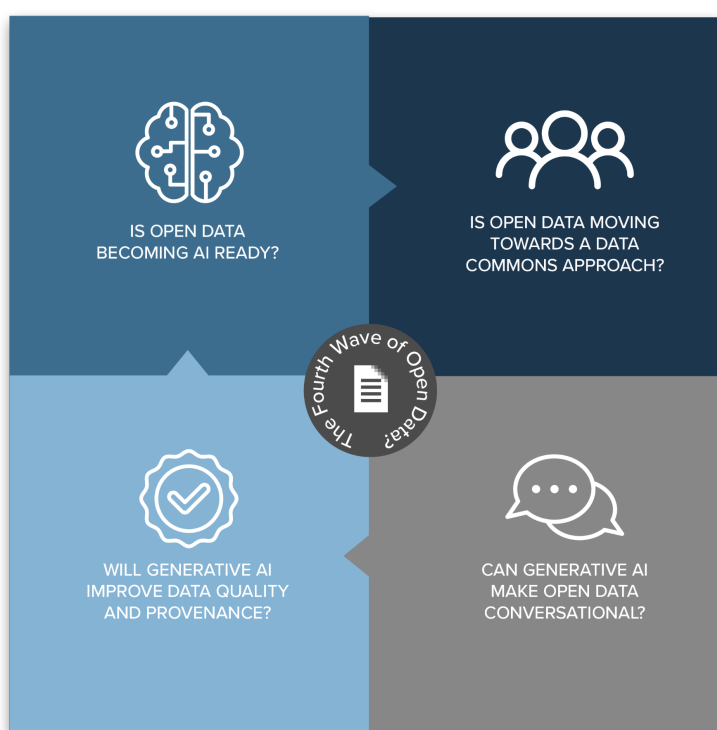 IS OPEN DATA
BECOMING AI READY?
IS OPEN DATA MOVING
TOWARDS A DATA
COMMONS APPROACH?
The Fourth Wave of Open Data?
WILL GENERATIVE AI
IMPROVE DATA QUALITY
AND PROVENANCE?
CAN GENERATIVE AI
MAKE OPEN DATA
CONVERSATIONAL?